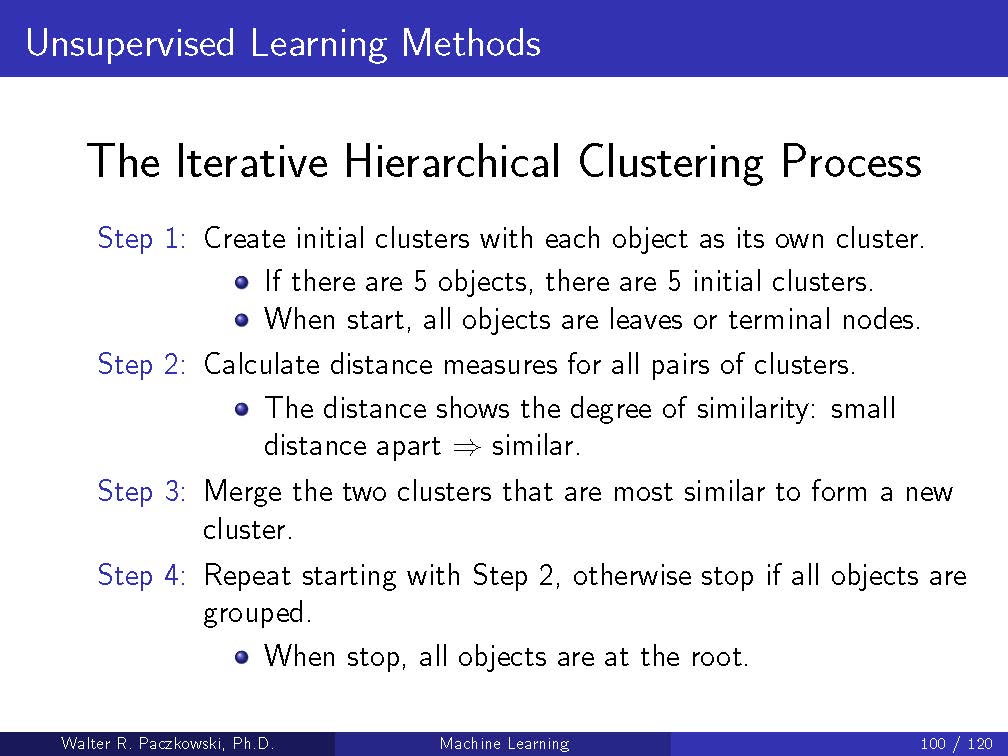 Unsupervised Learning Methods
The Iterative Hierarchical Clustering Process
Step 1: Create initial clusters with each object as its own cluster.
• If there are 5 objects, there are 5 initial clusters.
• When start, all objects are leaves or terminal nodes.
Step 2: Calculate distance measures for all pairs of clusters.
• The distance shows the degree of similarity: small
distance apart ⇒ similar.
Step 3: Merge the two clusters that are most similar to form a new
cluster.
Step 4: Repeat starting with Step 2, otherwise stop if all objects are
grouped.
• When stop, all objects are at the root.
Walter R. Paczkowski, Ph.D. Machine Learning 100 / 120